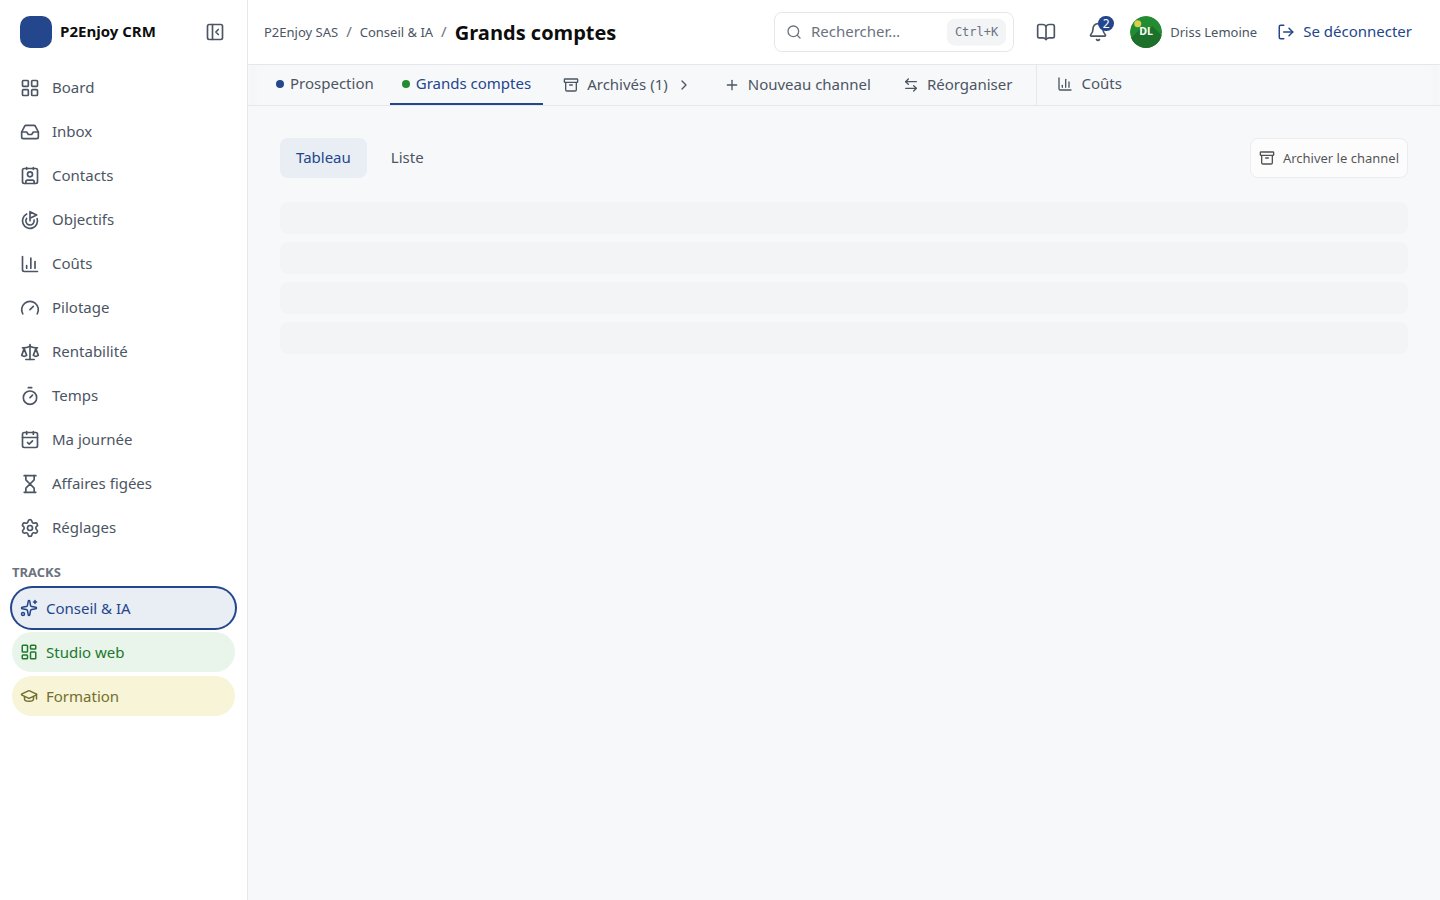 P2Enjoy CRM
P2Enjoy SAS / Conseil & IA / Grands comptes
Rechercher... Ctrl+K
2
DL Driss Lemoine
Se déconnecter
Board
Inbox
Contacts
Objectifs
Coûts
Pilotage
Rentabilité
Temps
Ma journée
Affaires figées
Réglages
TRACKS
Conseil & IA
Studio web
Formation
Prospection
Grands comptes
Archivés (1)
Nouveau channel
Réorganiser
Coûts
Tableau
Liste
Archiver le channel